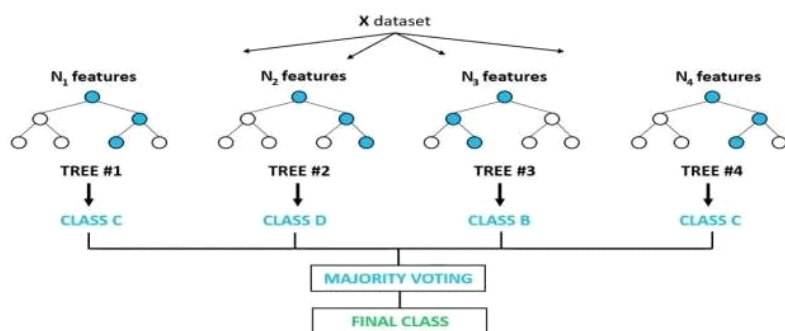 X dataset
N₁ features N₂ features N₃ features N₄ features
TREE #1 TREE #2 TREE #3 TREE #4
CLASS C CLASS D CLASS B CLASS C
MAJORITY VOTING
FINAL CLASS